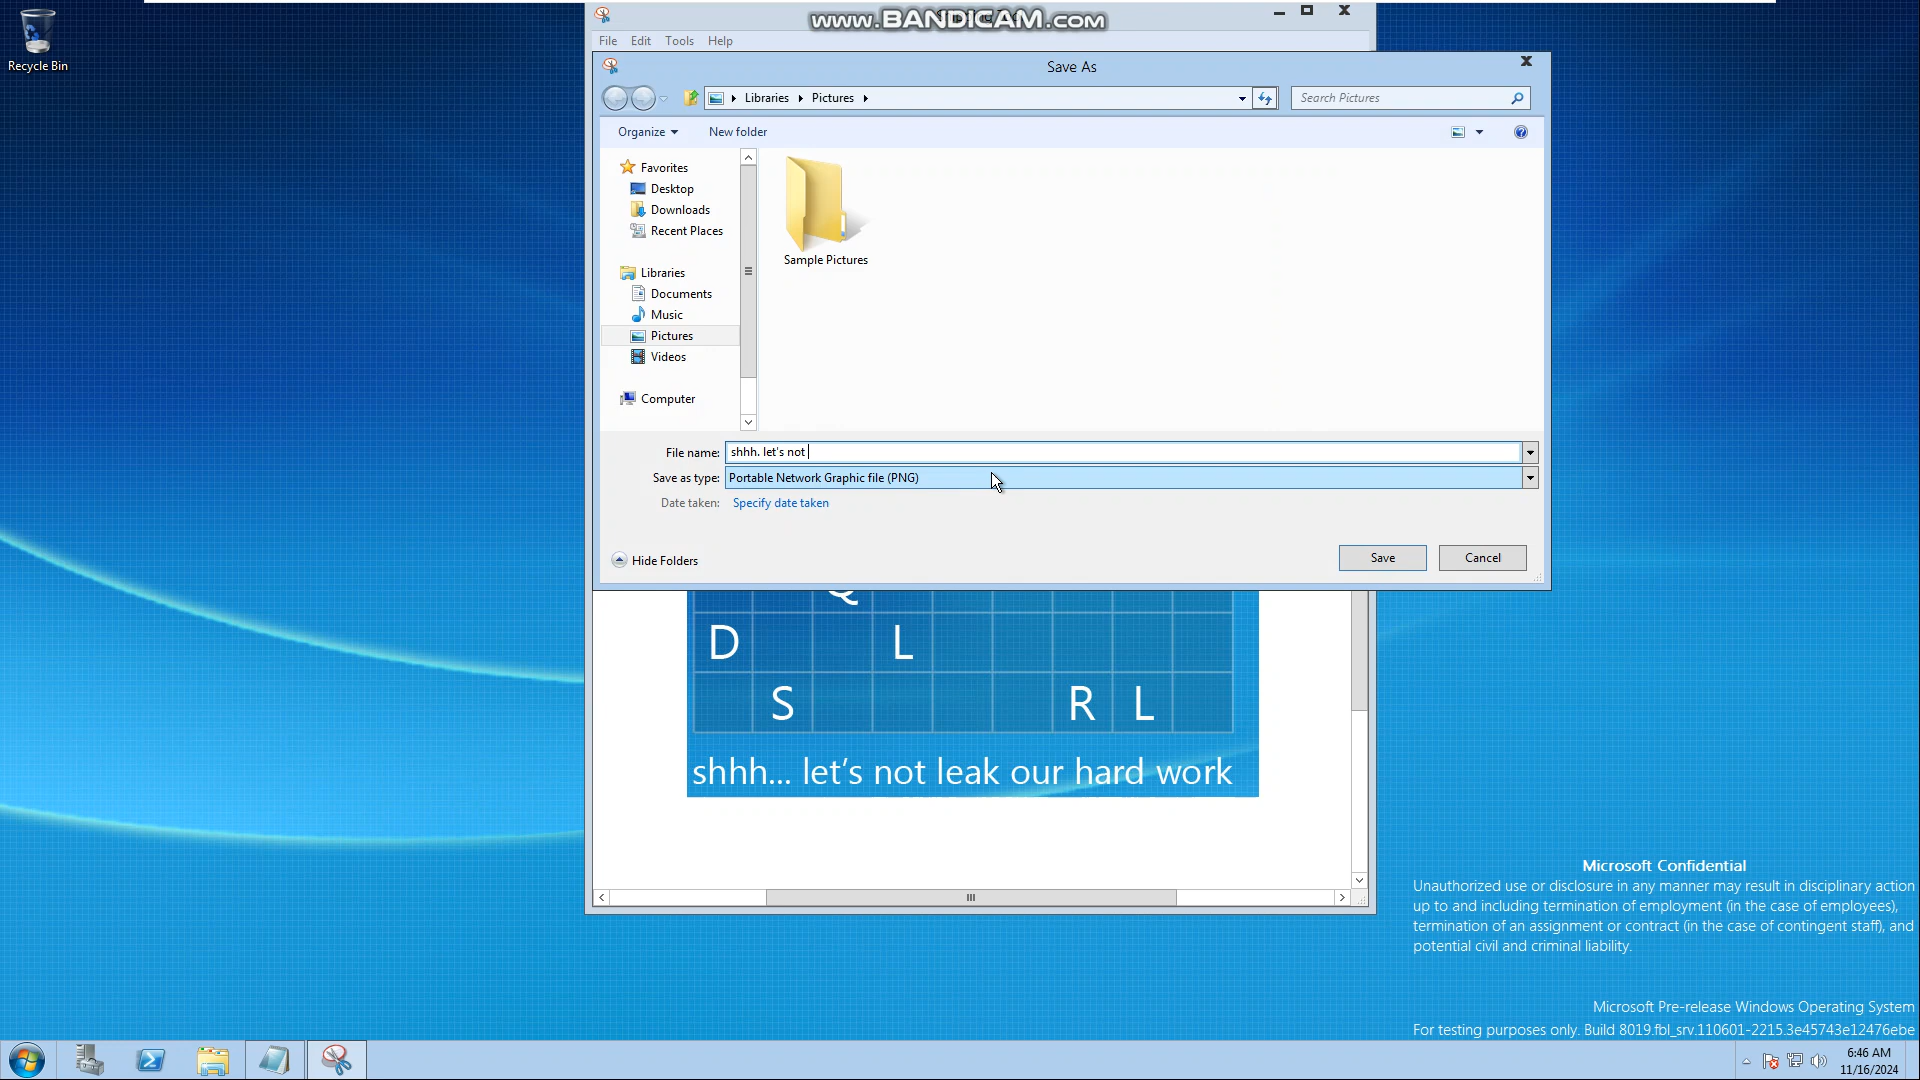 Recycle Bin
www.BANDICAM.com
File Edit Tools Help
Save As
Libraries Pictures
Search Pictures
Organize New folder
Favorites
Desktop
Downloads
Recent Places
Libraries
Documents
Music
Pictures
Videos
Computer
Sample Pictures
File name: shhh. let's not
Save as type: Portable Network Graphic file (PNG)
Date taken: Specify date taken
Hide Folders
Save Cancel
Q
D L
S R L
shhh... let's not leak our hard work
Microsoft Confidential
Unauthorized use or disclosure in any manner may result in disciplinary action
up to and including termination of employment (in the case of employees),
termination of an assignment or contract (in the case of contingent staff), and
potential civil and criminal liability.
Microsoft Pre-release Windows Operating System
For testing purposes only. Build 8019.fbl_srv.110601-2215.3e45743e12476ebe
6:46 AM
11/16/2024